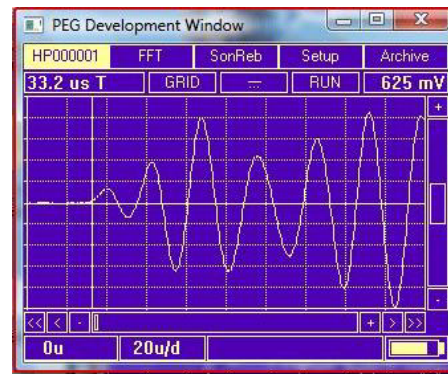 PEG Development Window
HP000001 FFT SonReb Setup Archive
33.2 us T GRID RUN 625 mV
+
-
<< < - + > >>
0u 20u/d